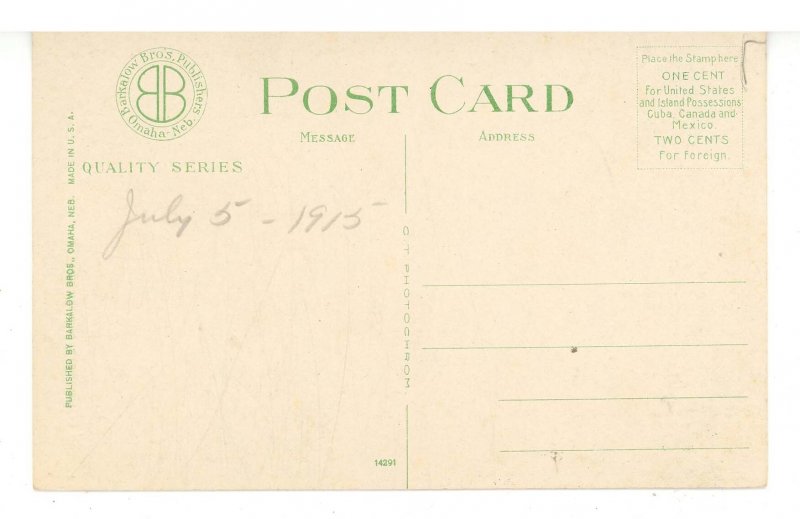 Barkalow Bros. Publishers
Omaha-Neb.
BB
POST CARD
MESSAGE
ADDRESS
QUALITY SERIES
Place the Stamp here
ONE CENT
For United States
and Island Possessions
Cuba, Canada and
Mexico.
TWO CENTS
For Foreign.
July 5 - 1915
PUBLISHED BY BARKALOW BROS., OMAHA, NEB. MADE IN U. S. A.
CT PHOTOCHROM
14291